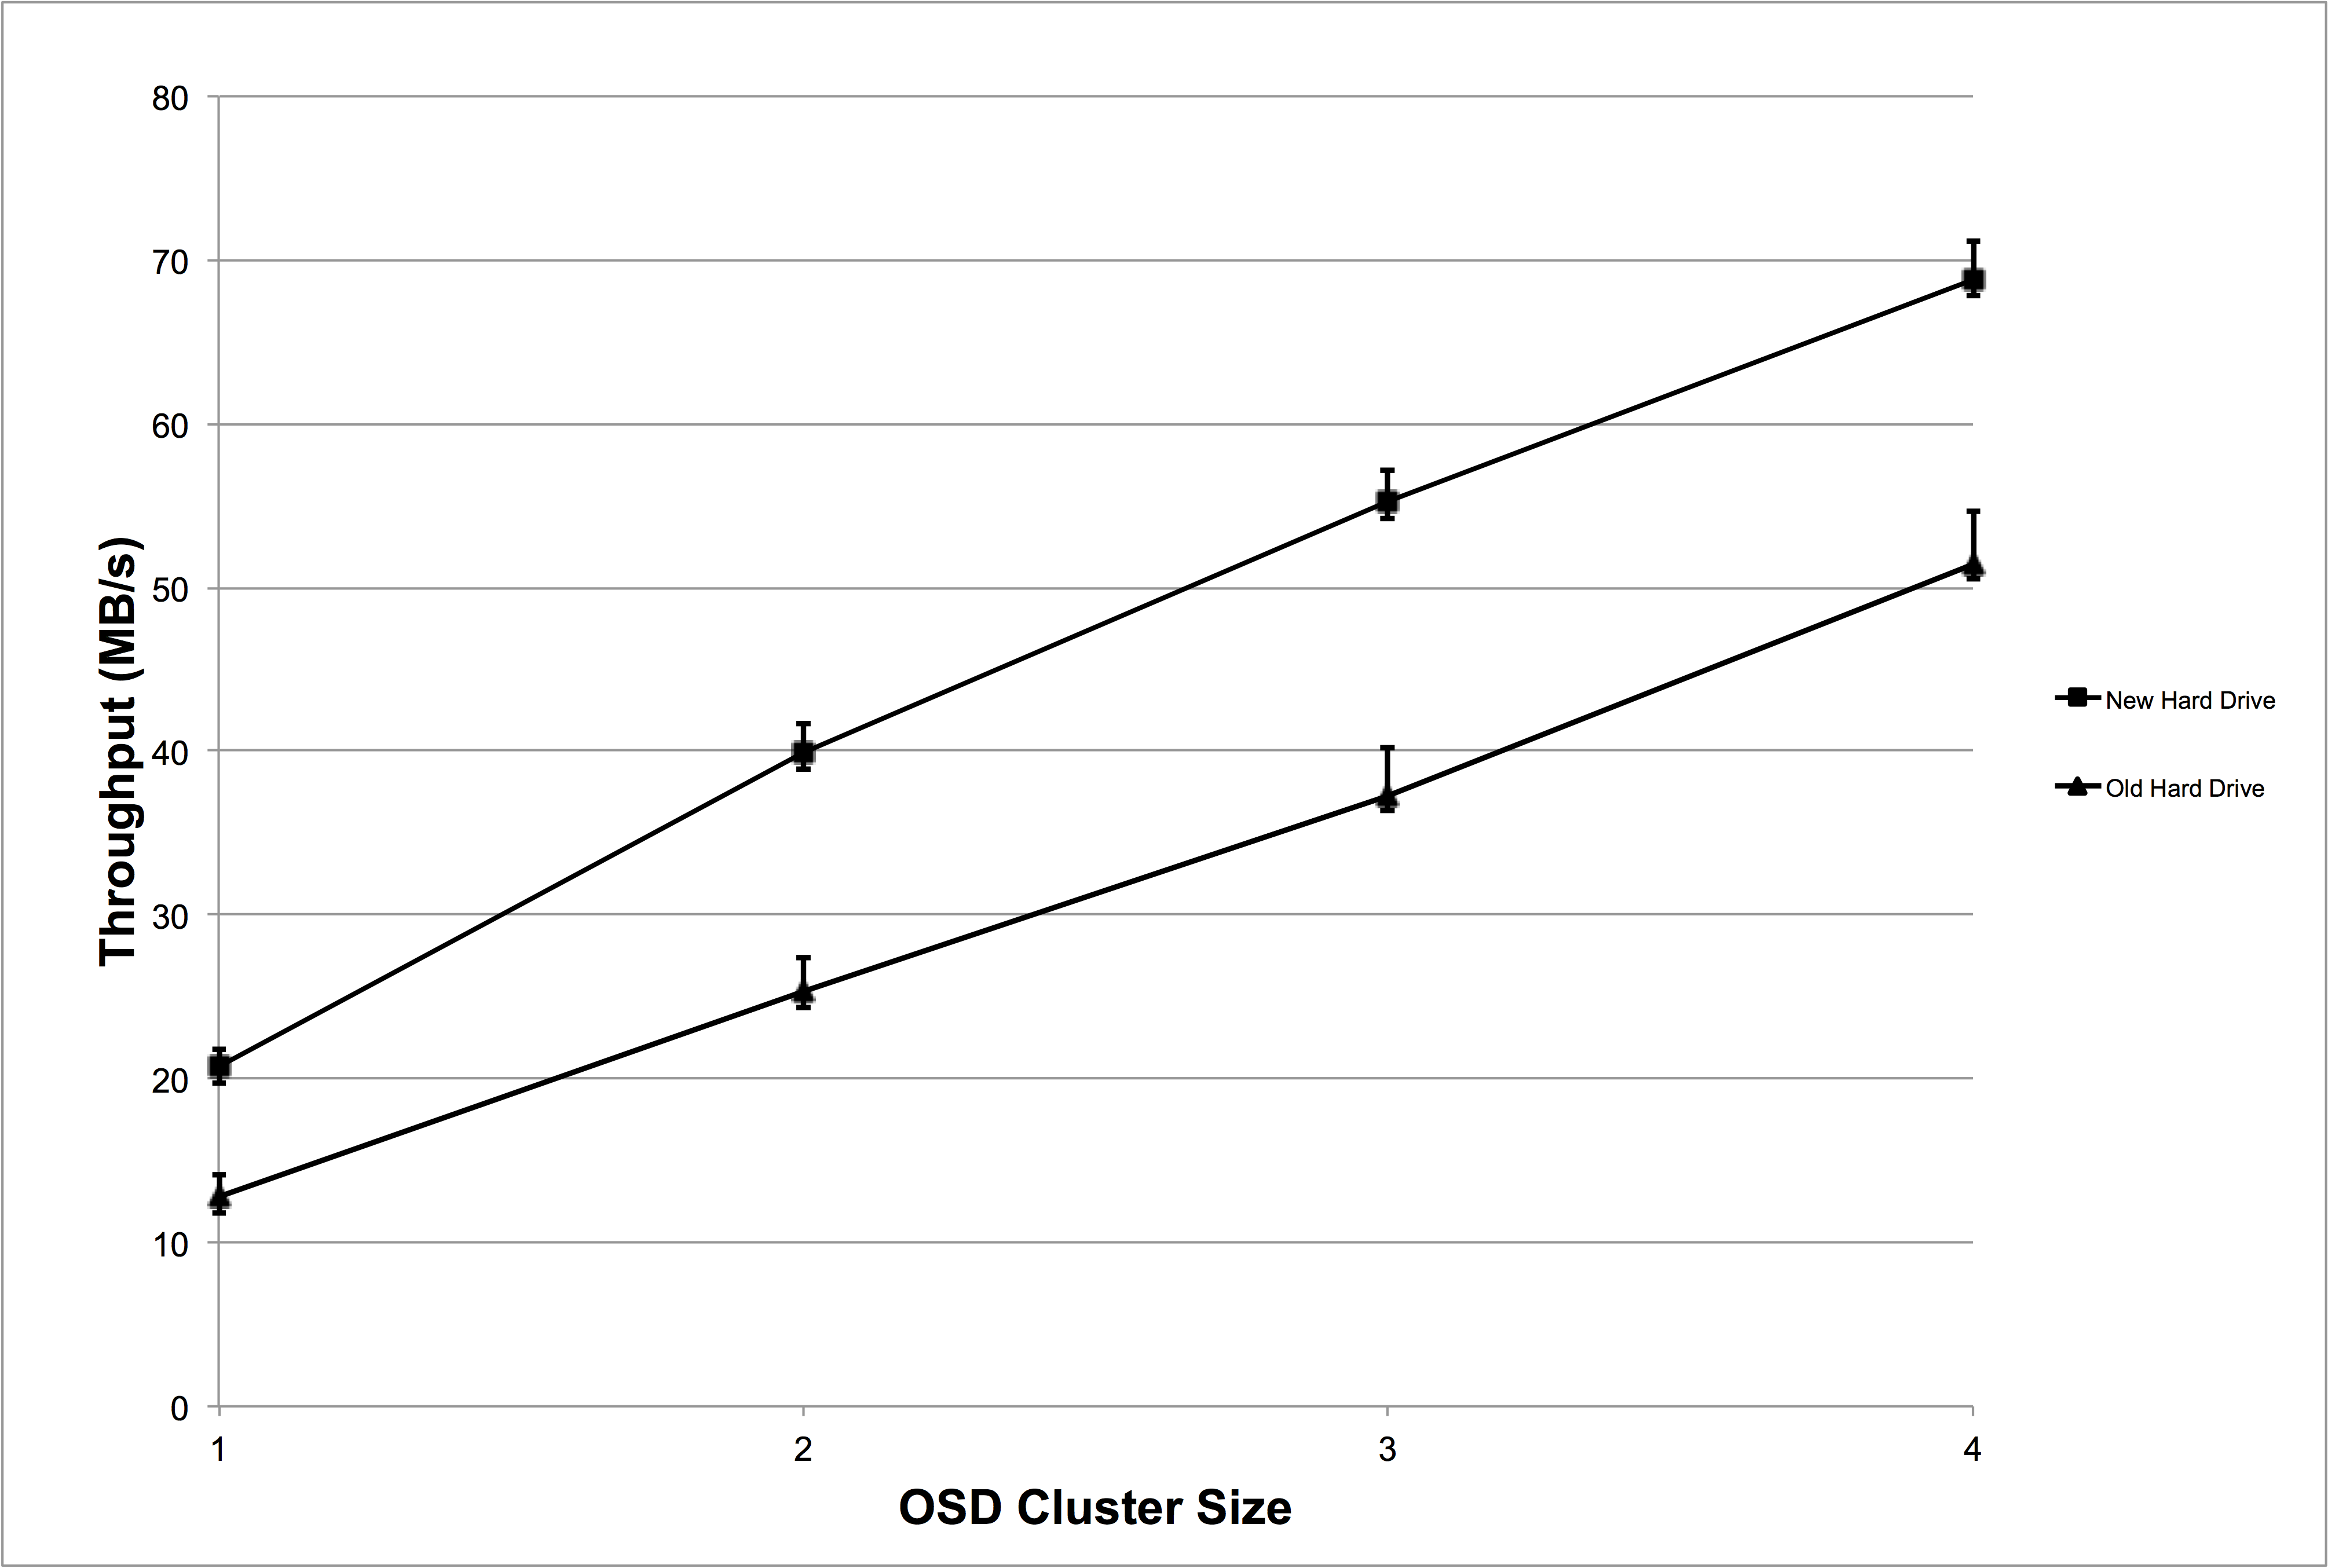 80
70
60
50
40
30
20
10
0
Throughput (MB/s)
1 2 3 4
OSD Cluster Size
New Hard Drive
Old Hard Drive